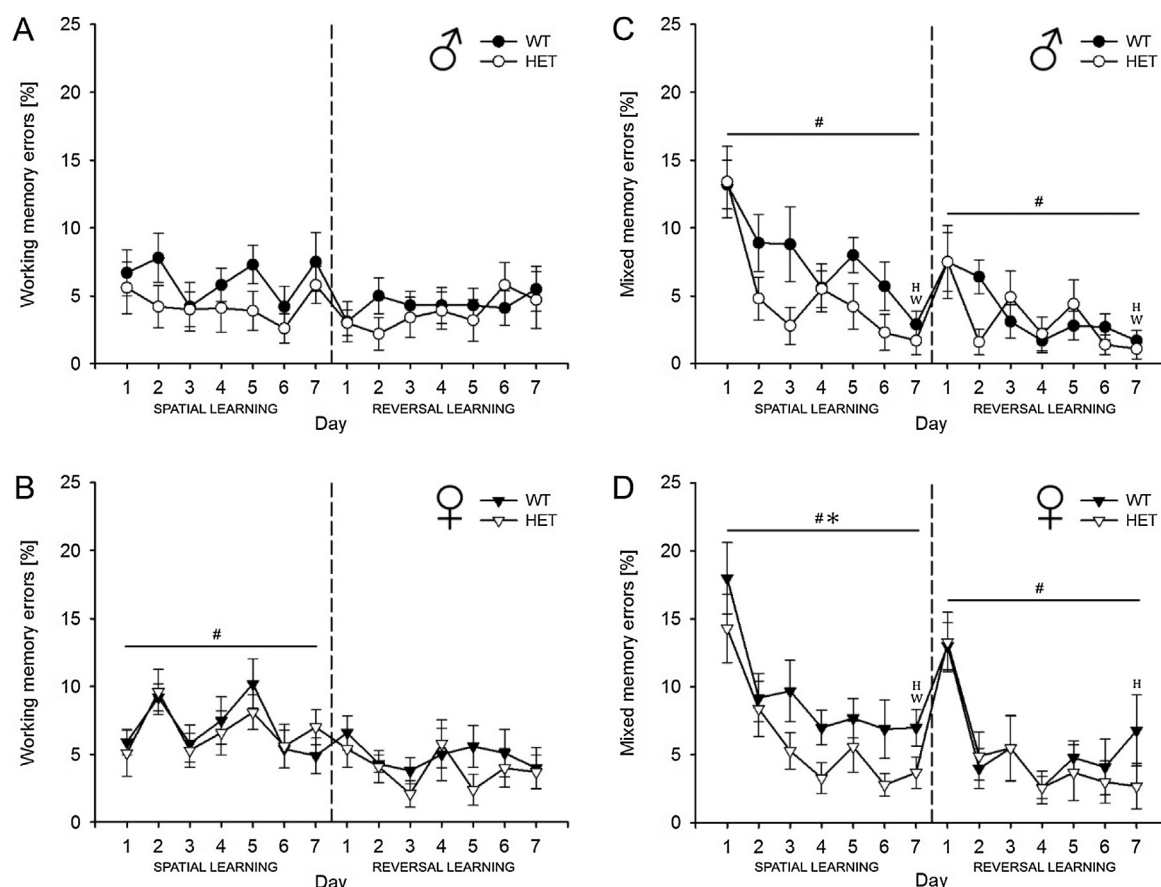 A
Working memory errors [%]
25
20
15
10
5
0
♂
WT
HET
1 2 3 4 5 6 7 1 2 3 4 5 6 7
SPATIAL LEARNING REVERSAL LEARNING
Day
C
Mixed memory errors [%]
25
20
15
10
5
0
♂
WT
HET
#
#
H
W
H
W
1 2 3 4 5 6 7 1 2 3 4 5 6 7
SPATIAL LEARNING REVERSAL LEARNING
Day
B
Working memory errors [%]
25
20
15
10
5
0
♀
WT
HET
#
1 2 3 4 5 6 7 1 2 3 4 5 6 7
SPATIAL LEARNING REVERSAL LEARNING
Day
D
Mixed memory errors [%]
25
20
15
10
5
0
♀
WT
HET
#*
#
H
W
H
1 2 3 4 5 6 7 1 2 3 4 5 6 7
SPATIAL LEARNING REVERSAL LEARNING
Day